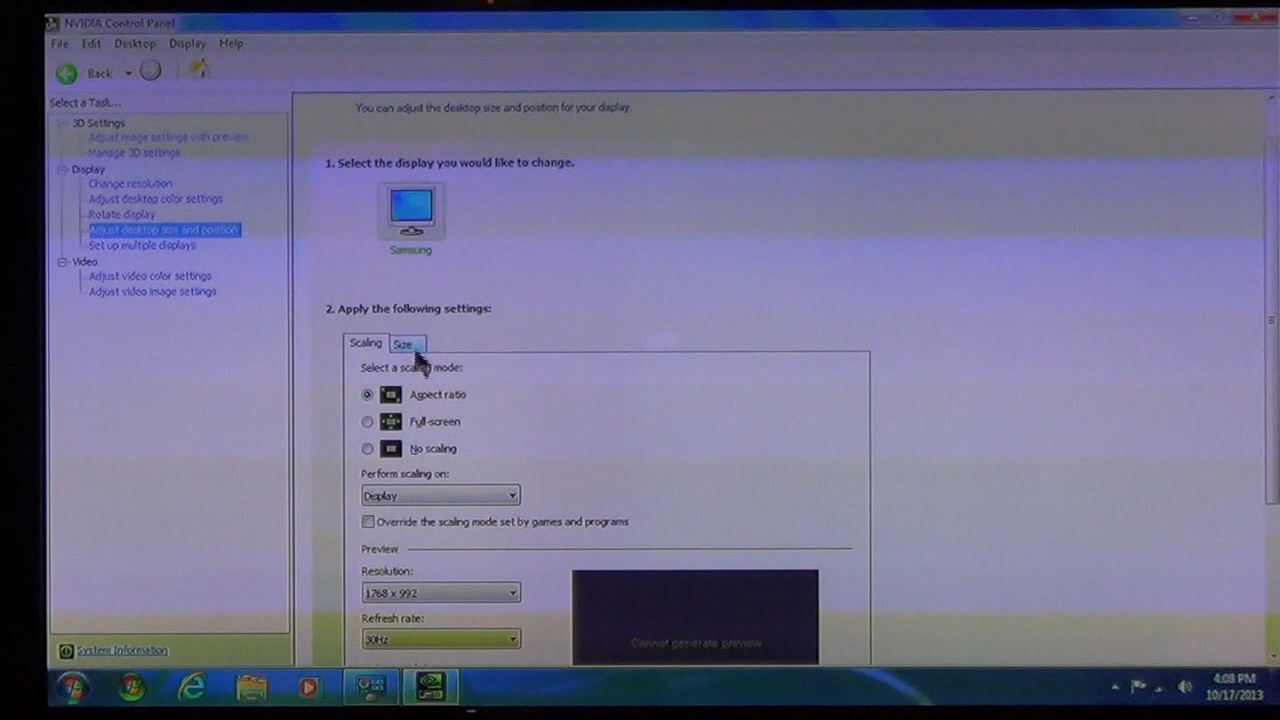 NVIDIA Control Panel
File Edit Desktop Display Help
Back
Select a Task...
3D Settings
Adjust image settings with preview
Manage 3D settings
Display
Change resolution
Adjust desktop color settings
Rotate display
Adjust desktop size and position
Set up multiple displays
Video
Adjust video color settings
Adjust video image settings
System Information
You can adjust the desktop size and position for your display.
1. Select the display you would like to change.
Samsung
2. Apply the following settings:
Scaling Size
Select a scaling mode:
Aspect ratio
Full-screen
No scaling
Perform scaling on:
Display
Override the scaling mode set by games and programs
Preview
Resolution:
1768 x 992
Refresh rate:
30Hz
Cannot generate preview
4:08 PM
10/17/2013